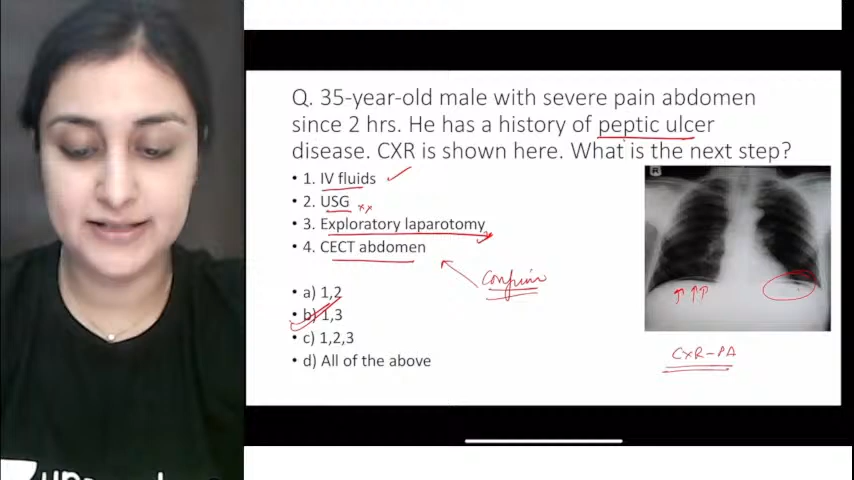 Q. 35-year-old male with severe pain abdomen
since 2 hrs. He has a history of peptic ulcer
disease. CXR is shown here. What is the next step?
• 1. IV fluids
• 2. USG
• 3. Exploratory laparotomy
• 4. CECT abdomen
Confirm
• a) 1,2
• b) 1,3
• c) 1,2,3
• d) All of the above
R
CXR-PA